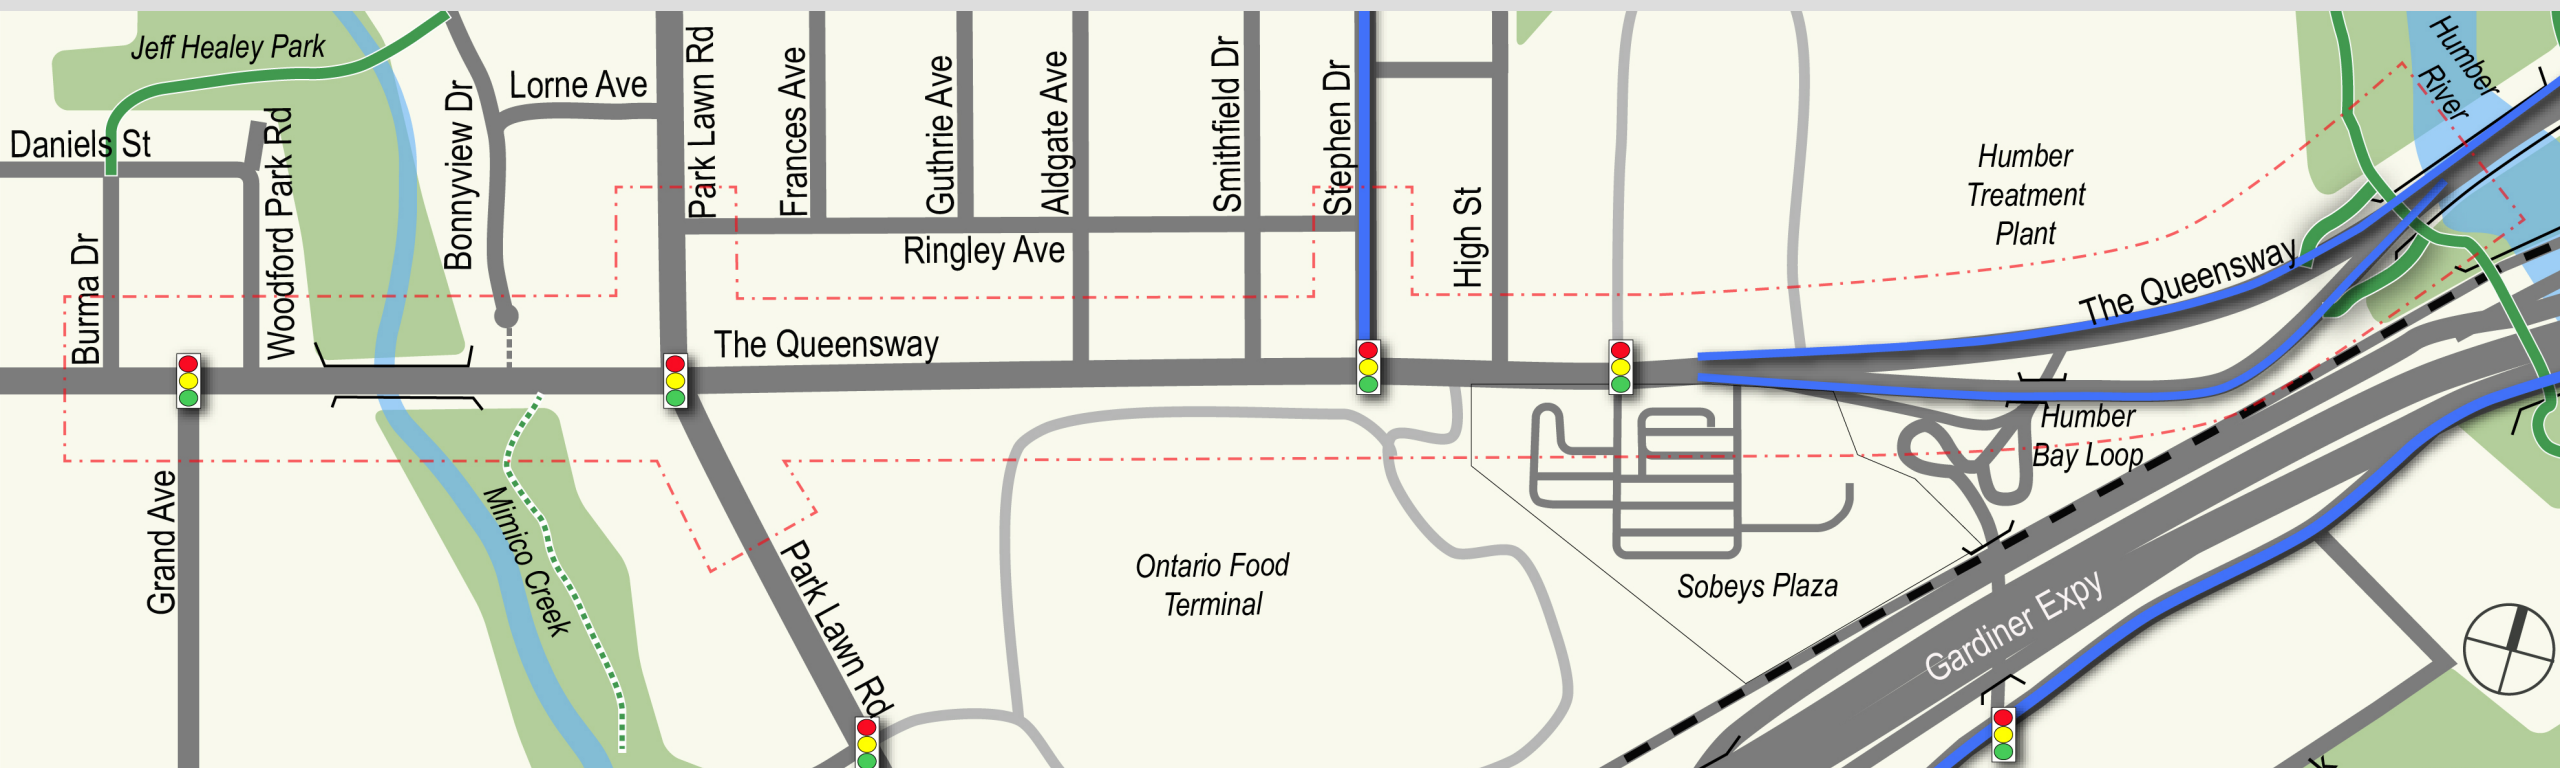 Jeff Healey Park
Daniels St
Burma Dr
Woodford Park Rd
Bonnyview Dr
Lorne Ave
Park Lawn Rd
Frances Ave
Guthrie Ave
Aldgate Ave
Smithfield Dr
Stephen Dr
High St
Ringley Ave
The Queensway
Humber
Treatment
Plant
Humber
River
The Queensway
Humber
Bay Loop
Grand Ave
Mimico Creek
Park Lawn Rd
Ontario Food
Terminal
Sobeys Plaza
Gardiner Expy